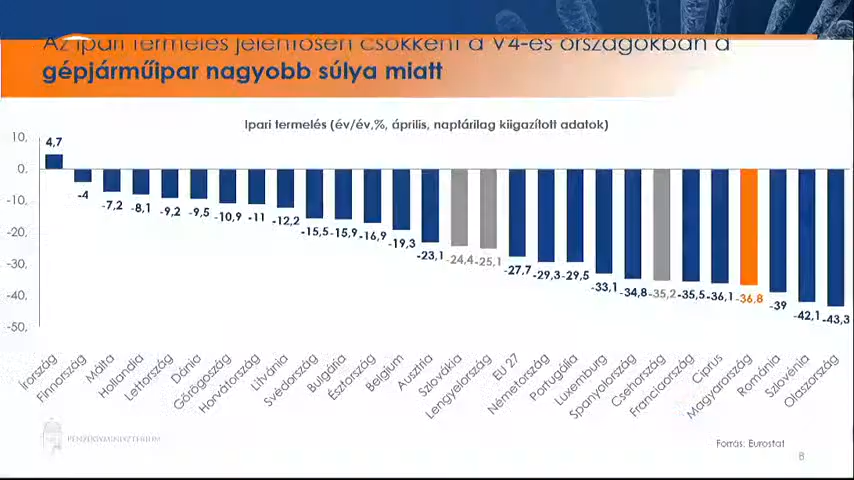 Az ipari termelés jelentősen csökkent a V4-es országokban a
gépjárműipar nagyobb súlya miatt
Ipari termelés (év/év,%, április, naptárilag kiigazított adatok)
10,
0,
-10,
-20,
-30,
-40,
-50,
4,7
-4
-7,2
-8,1
-9,2
-9,5
-10,9
-11
-12,2
-15,5
-15,9
-16,9
-19,3
-23,1
-24,4
-25,1
-27,7
-29,3
-29,5
-33,1
-34,8
-35,2
-35,5
-36,1
-36,8
-39
-42,1
-43,3
Írország
Finnország
Málta
Hollandia
Lettország
Dánia
Görögország
Horvátország
Litvánia
Svédország
Bulgária
Észtország
Belgium
Ausztria
Szlovákia
Lengyelország
EU 27
Németország
Portugália
Luxemburg
Spanyolország
Csehország
Franciaország
Ciprus
Magyarország
Románia
Szlovénia
Olaszország
PÉNZÜGYMINISZTÉRIUM
Forrás: Eurostat
8